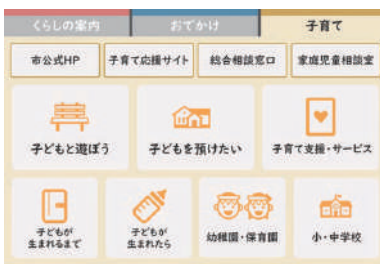 くらしの案内
おでかけ
子育て
市公式HP
子育て応援サイト
総合相談窓口
家庭児童相談室
子どもと遊ぼう
子どもを預けたい
子育て支援・サービス
子どもが
生まれるまで
子どもが
生まれたら
幼稚園・保育園
小・中学校